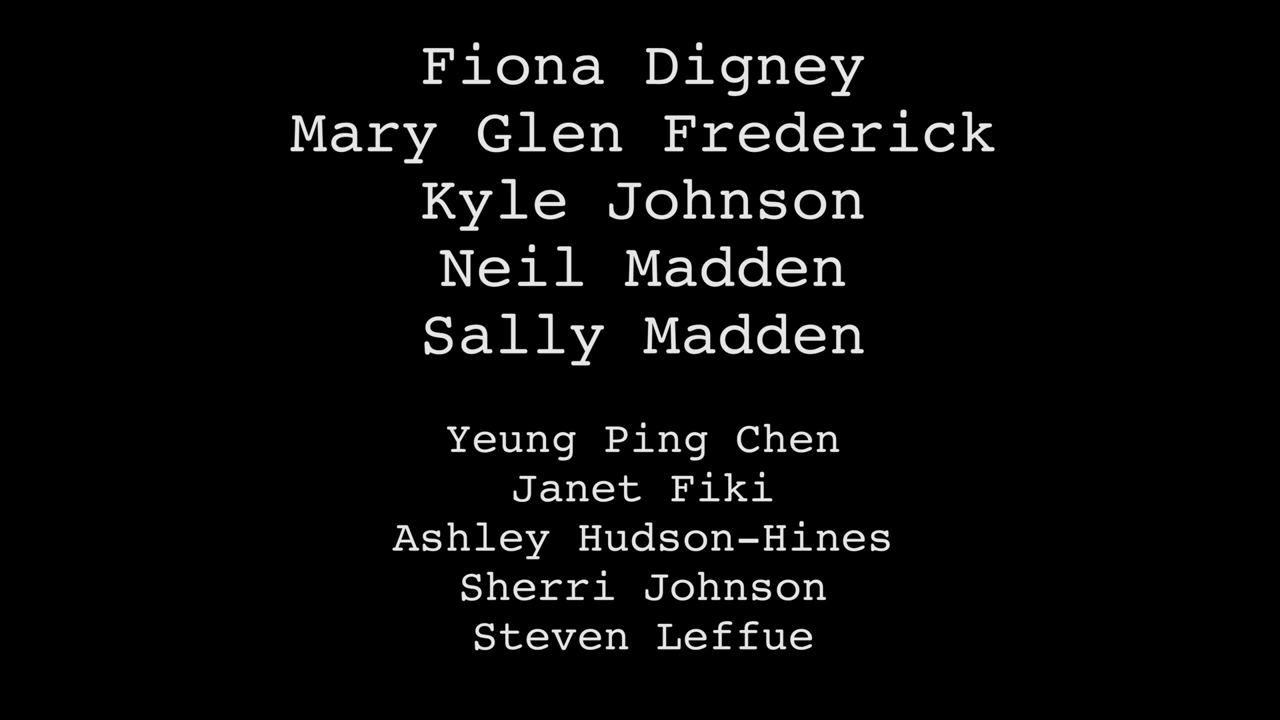 Fiona Digney
Mary Glen Frederick
Kyle Johnson
Neil Madden
Sally Madden
Yeung Ping Chen
Janet Fiki
Ashley Hudson-Hines
Sherri Johnson
Steven Leffue